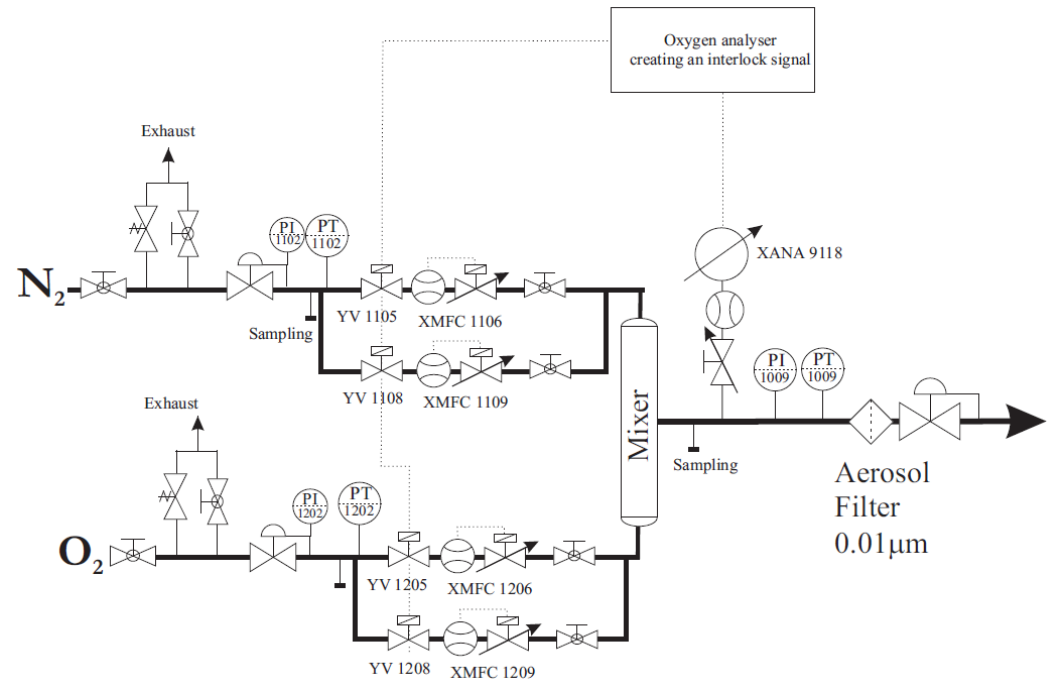 Oxygen analyser
creating an interlock signal
Exhaust
PI
1102
PT
1102
XANA 9118
N2
Sampling
YV 1105
XMFC 1106
YV 1108
XMFC 1109
Mixer
PI
1009
PT
1009
Sampling
Aerosol
Filter
0.01μm
Exhaust
PI
1202
PT
1202
O2
YV 1205
XMFC 1206
YV 1208
XMFC 1209